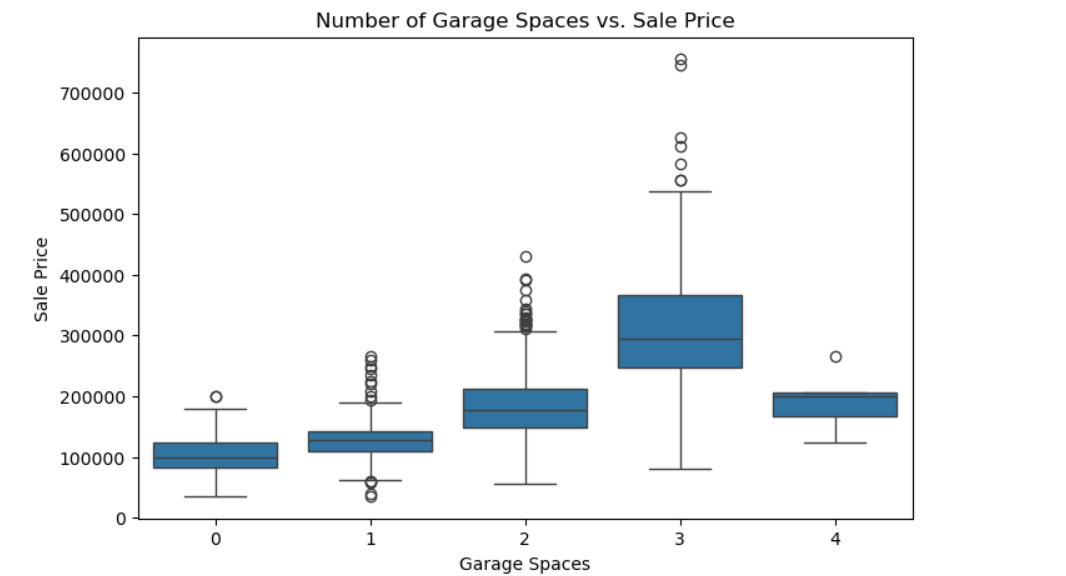 Number of Garage Spaces vs. Sale Price
700000
600000
500000
400000
300000
200000
100000
0
Sale Price
0 1 2 3 4
Garage Spaces